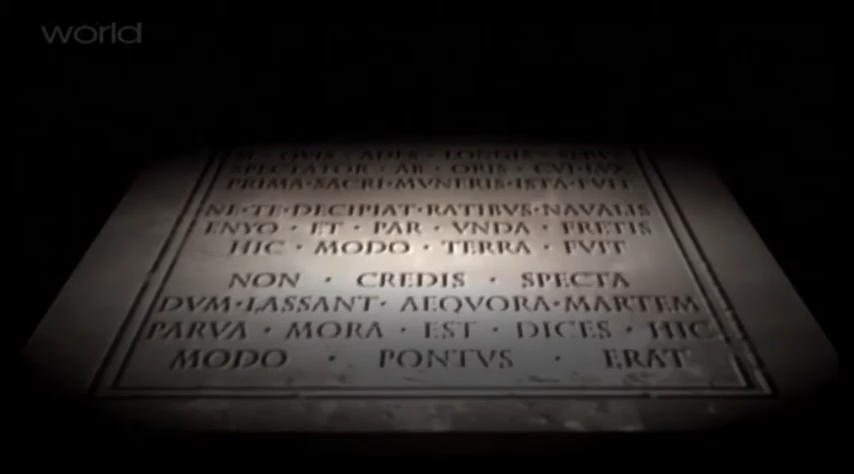 world
SI · QVIS · ADES · LONGIS · SERVS
SPECTATOR · AB · ORIS · CVI · LVX
PRIMA·SACRI·MVNERIS·ISTA·FVIT
NE·TE·DECIPIAT·RATIBVS·NAVALIS
ENYO · ET · PAR · VNDA · FRETIS
HIC · MODO · TERRA · FVIT
NON · CREDIS · SPECTA
DVM·LASSANT· AEQVORA·MARTEM
PARVA · MORA · EST · DICES · HIC
MODO · PONTVS · ERAT